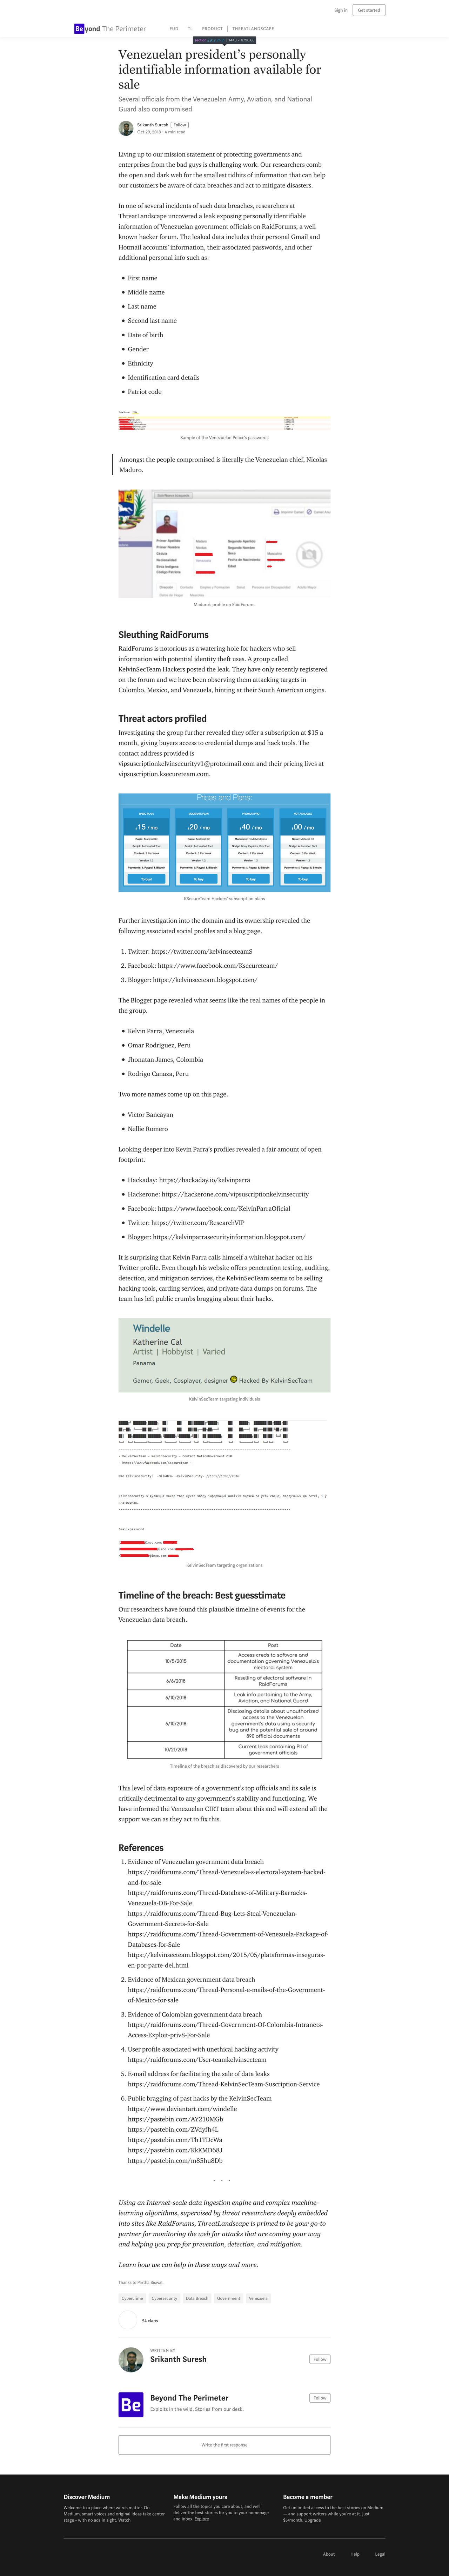 Sign in
Get started
Beyond The Perimeter
FUD
TL
PRODUCT
THREATLANDSCAPE
Venezuelan president's personally
identifiable information available for
sale
Several officials from the Venezuelan Army, Aviation, and National
Guard also compromised
Srikanth Suresh Follow
Oct 29, 2018 · 4 min read
Living up to our mission statement of protecting governments and
enterprises from the bad guys is challenging work. Our researchers comb
the open and dark web for the smallest tidbits of information that can help
our customers be aware of data breaches and act to mitigate disasters.
In one of several incidents of such data breaches, researchers at
ThreatLandscape uncovered a leak exposing personally identifiable
information of Venezuelan government officials on RaidForums, a well
known hacker forum. The leaked data includes their personal Gmail and
Hotmail accounts' information, their associated passwords, and other
additional personal info such as:
First name
Middle name
Last name
Second last name
Date of birth
Gender
Ethnicity
Identification card details
Patriot code
Sample of the Venezuelan Police's passwords
Amongst the people compromised is literally the Venezuelan chief, Nicolas
Maduro.
Imprimir Carnet
Primer Apellido
Segundo Apellido
Primer Nombre
Segundo Nombre
Cédula
Fecha de Nacimiento
Nacionalidad
Sexo
Masculino
Etnia Indígena
Edad
Código Patrono
Maduro's profile on RaidForums
Sleuthing RaidForums
RaidForums is notorious as a watering hole for hackers who sell
information with potential identity theft uses. A group called
KelvinSecTeam Hackers posted the leak. They have only recently registered
on the forum and we have been observing them attacking targets in
Colombo, Mexico, and Venezuela, hinting at their South American origins.
Threat actors profiled
Investigating the group further revealed they offer a subscription at $15 a
month, giving buyers access to credential dumps and hack tools. The
contact address provided is
vipsuscriptionkelvinsecurityv1@protonmail.com and their pricing lives at
vipsuscription.ksecureteam.com.
Prices and Plans
$15 / mo
$20 / mo
$40 / mo
$00 / mo
KSecureTeam Hackers' subscription plans
Further investigation into the domain and its ownership revealed the
following associated social profiles and a blog page.
1. Twitter: https://twitter.com/kelvinsecteamS
2. Facebook: https://www.facebook.com/Ksecureteam/
3. Blogger: https://kelvinsecteam.blogspot.com/
The Blogger page revealed what seems like the real names of the people in
the group.
Kelvin Parra, Venezuela
Omar Rodriguez, Peru
Jhonatan James, Colombia
Rodrigo Canaza, Peru
Two more names come up on this page.
Victor Bancayan
Nellie Romero
Looking deeper into Kevin Parra's profiles revealed a fair amount of open
footprint.
Hackaday: https://hackaday.io/kelvinparra
Hackerone: https://hackerone.com/vipsuscriptionkelvinsecurity
Facebook: https://www.facebook.com/KelvinParraOficial
Twitter: https://twitter.com/ResearchVIP
Blogger: https://kelvinparrasecurityinformation.blogspot.com/
It is surprising that Kelvin Parra calls himself a whitehat hacker on his
Twitter profile. Even though his website offers penetration testing, auditing,
detection, and mitigation services, the KelvinSecTeam seems to be selling
hacking tools, carding services, and private data dumps on forums. The
team has left public crumbs bragging about their hacks.
Windelle
Katherine Cal
Artist | Hobbyist | Varied
Panama
Gamer, Geek, Cosplayer, designer Hacked By KelvinSecTeam
KelvinSecTeam targeting individuals
KelvinSecTeam targeting organizations
Timeline of the breach: Best guesstimate
Our researchers have found this plausible timeline of events for the
Venezuelan data breach.
Date
Post
10/5/2015
Access creds to software and
documentation governing Venezuela's
electoral system
6/6/2018
Reselling of electoral software in
RaidForums
6/10/2018
Leak info pertaining to the Army,
Aviation, and National Guard
6/10/2018
Disclosing details about unauthorized
access to the Venezuelan
government's data using a security
bug and the potential sale of around
890 official documents
10/21/2018
Current leak containing PII of
government officials
Timeline of the breach as discovered by our researchers
This level of data exposure of a government's top officials and its sale is
critically detrimental to any government's stability and functioning. We
have informed the Venezuelan CIRT team about this and will extend all the
support we can as they act to fix this.
References
1. Evidence of Venezuelan government data breach
https://raidforums.com/Thread-Venezuela-s-electoral-system-hacked-
and-for-sale
https://raidforums.com/Thread-Database-of-Military-Barracks-
Venezuela-DB-For-Sale
https://raidforums.com/Thread-Bug-Lets-Steal-Venezuelan-
Government-Secrets-for-Sale
https://raidforums.com/Thread-Government-of-Venezuela-Package-of-
Databases-for-Sale
https://kelvinsecteam.blogspot.com/2015/05/plataformas-inseguras-
en-por-parte-del.html
2. Evidence of Mexican government data breach
https://raidforums.com/Thread-Personal-e-mails-of-the-Government-
of-Mexico-for-sale
3. Evidence of Colombian government data breach
https://raidforums.com/Thread-Government-Of-Colombia-Intranets-
Access-Exploit-priv8-For-Sale
4. User profile associated with unethical hacking activity
https://raidforums.com/User-teamkelvinsecteam
5. E-mail address for facilitating the sale of data leaks
https://raidforums.com/Thread-KelvinSecTeam-Suscription-Service
6. Public bragging of past hacks by the KelvinSecTeam
https://www.deviantart.com/windelle
https://pastebin.com/AY210MGb
https://pastebin.com/ZVdyfh4L
https://pastebin.com/Th1TDcWa
https://pastebin.com/KkKMD68J
https://pastebin.com/m85hu8Db
Using an Internet-scale data ingestion engine and complex machine-
learning algorithms, supervised by threat researchers deeply embedded
into sites like RaidForums, ThreatLandscape is primed to be your go-to
partner for monitoring the web for attacks that are coming your way
and helping you prep for prevention, detection, and mitigation.
Learn how we can help in these ways and more.
Thanks to Partha Biswal.
Cybercrime
Cybersecurity
Data Breach
Government
Venezuela
54 claps
WRITTEN BY
Srikanth Suresh
Follow
Be
Beyond The Perimeter
Follow
Exploits in the wild. Stories from our desk.
Write the first response
Discover Medium
Welcome to a place where words matter. On
Medium, smart voices and original ideas take center
stage - with no ads in sight. Watch
Make Medium yours
Follow all the topics you care about, and we'll
deliver the best stories for you to your homepage
and inbox. Explore
Become a member
Get unlimited access to the best stories on Medium
— and support writers while you're at it. Just
$5/month. Upgrade
About
Help
Legal